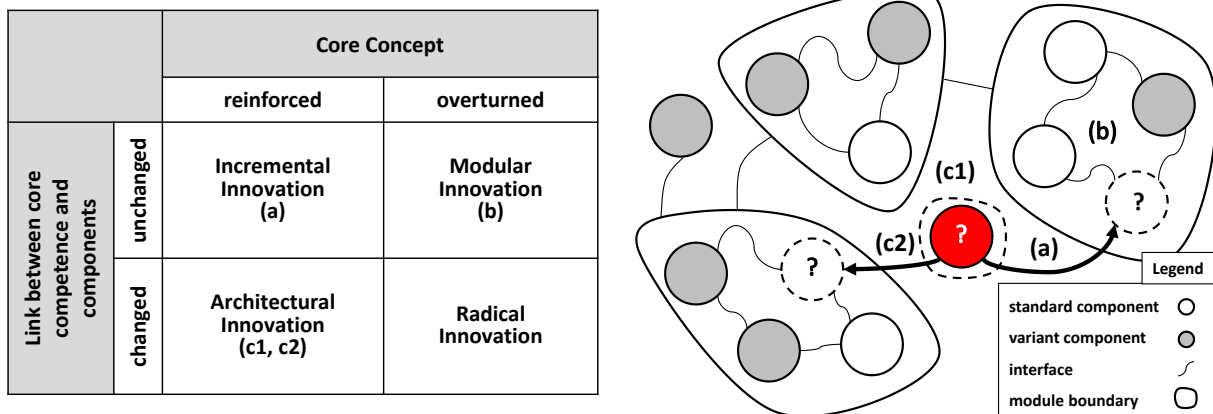 Core Concept
reinforced
overturned
Link between core
competence and
components
unchanged
Incremental
Innovation
(a)
Modular
Innovation
(b)
changed
Architectural
Innovation
(c1, c2)
Radical
Innovation
(b)
(c1)
?
?
(c2)
(a)
?
Legend
standard component
variant component
interface
module boundary